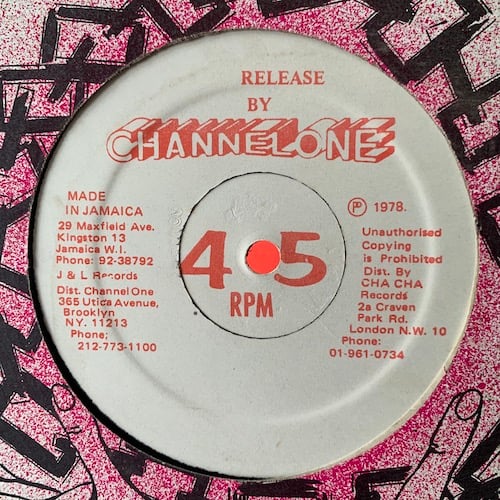 RELEASE
BY
CHANNEL ONE
MADE
IN JAMAICA
29 Maxfield Ave.
Kingston 13
Jamaica W.I.
Phone: 92-38792
J & L Records
Dist. Channel One
365 Utica Avenue,
Brooklyn
NY. 11213
Phone;
212-773-1100
45
RPM
℗ 1978.
Unauthorised
Copying
is Prohibited
Dist. By
CHA CHA
Records
2a Craven
Park Rd.
London N.W. 10
Phone:
01-961-0734